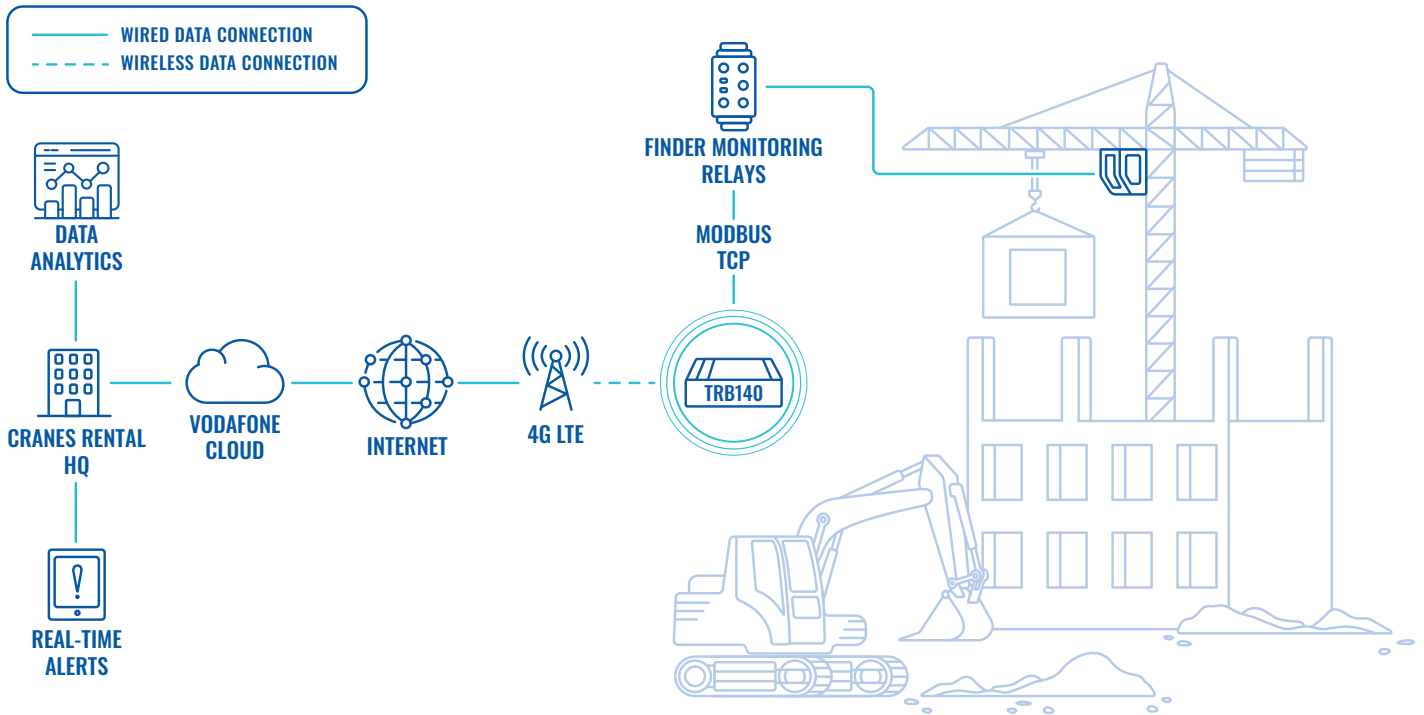 WIRED DATA CONNECTION
WIRELESS DATA CONNECTION
FINDER MONITORING
RELAYS
MODBUS
TCP
DATA
ANALYTICS
TRB140
CRANES RENTAL
HQ
VODAFONE
CLOUD
INTERNET
4G LTE
REAL-TIME
ALERTS